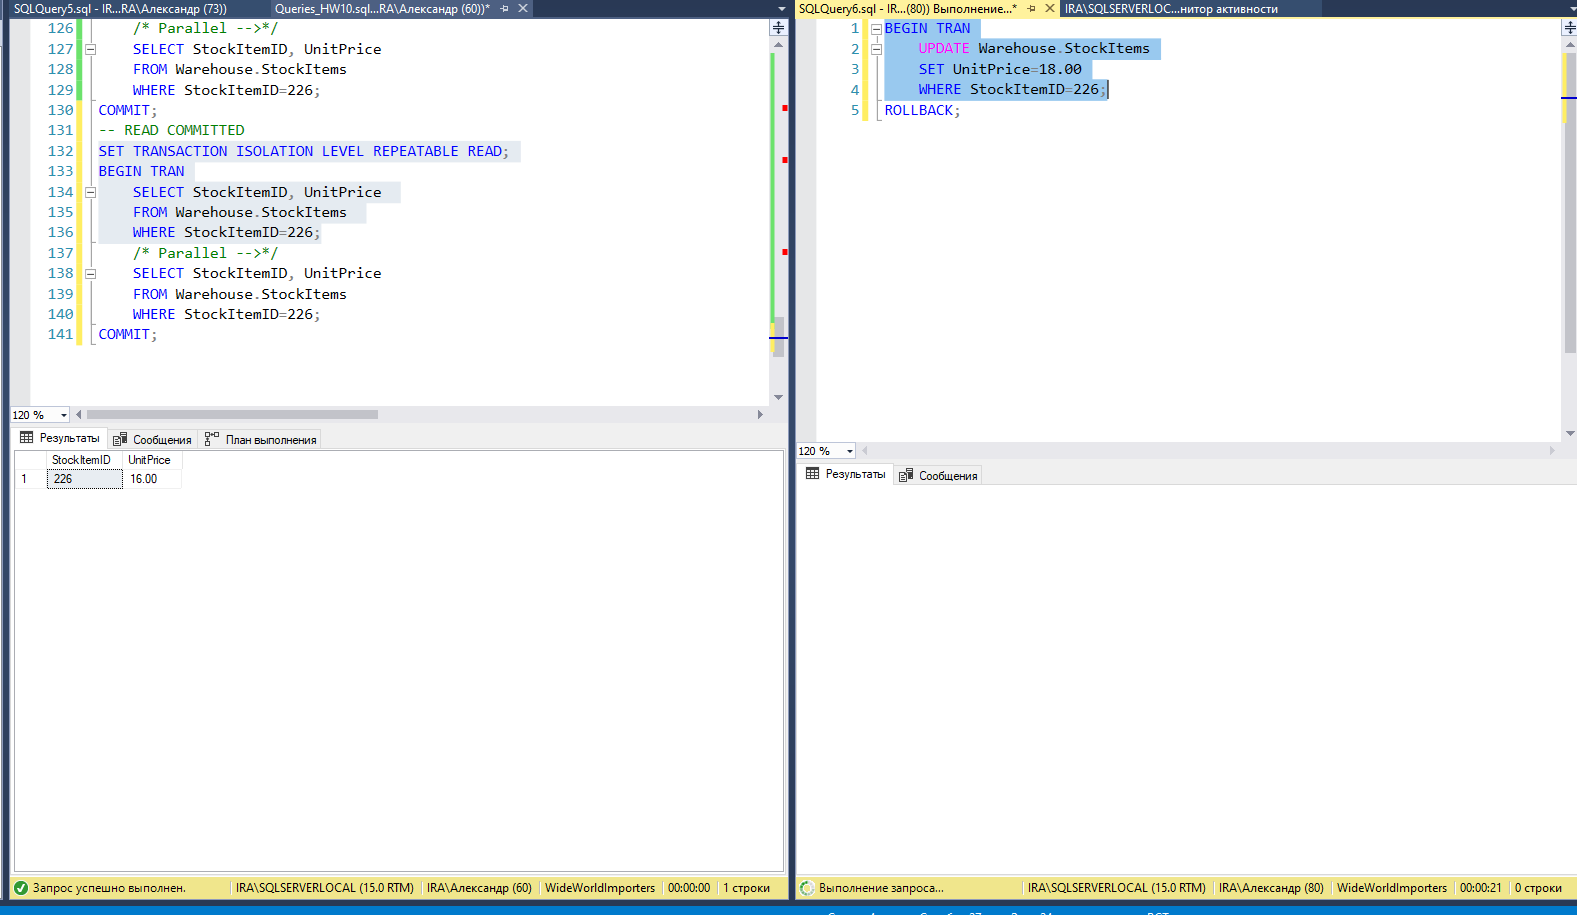 SQLQuery5.sql - IR...RA\Александр (73))
Queries_HW10.sql...RA\Александр (60))*
126 /* Parallel -->*/
127 SELECT StockItemID, UnitPrice
128 FROM Warehouse.StockItems
129 WHERE StockItemID=226;
130 COMMIT;
131 -- READ COMMITTED
132 SET TRANSACTION ISOLATION LEVEL REPEATABLE READ;
133 BEGIN TRAN
134 SELECT StockItemID, UnitPrice
135 FROM Warehouse.StockItems
136 WHERE StockItemID=226;
137 /* Parallel -->*/
138 SELECT StockItemID, UnitPrice
139 FROM Warehouse.StockItems
140 WHERE StockItemID=226;
141 COMMIT;
120 %
Результаты
Сообщения
План выполнения
StockItemID UnitPrice
1 226 16.00
Запрос успешно выполнен.
IRA\SQLSERVERLOCAL (15.0 RTM)
IRA\Александр (60)
WideWorldImporters
00:00:00
1 строки
SQLQuery6.sql - IR...(80)) Выполнение...*
IRA\SQLSERVERLOC...нитор активности
1 BEGIN TRAN
2 UPDATE Warehouse.StockItems
3 SET UnitPrice=18.00
4 WHERE StockItemID=226;
5 ROLLBACK;
120 %
Результаты
Сообщения
Выполнение запроса...
IRA\SQLSERVERLOCAL (15.0 RTM)
IRA\Александр (80)
WideWorldImporters
00:00:21
0 строки